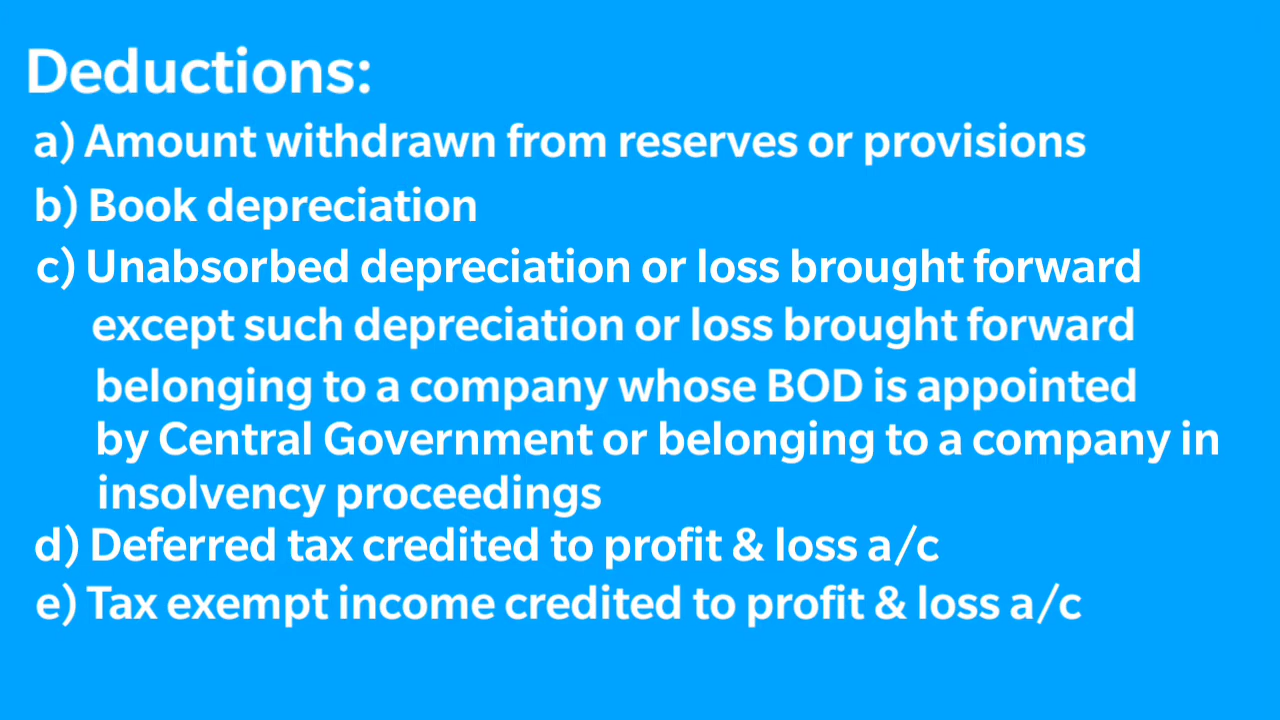 Deductions:
a) Amount withdrawn from reserves or provisions
b) Book depreciation
c) Unabsorbed depreciation or loss brought forward
except such depreciation or loss brought forward
belonging to a company whose BOD is appointed
by Central Government or belonging to a company in
insolvency proceedings
d) Deferred tax credited to profit & loss a/c
e) Tax exempt income credited to profit & loss a/c